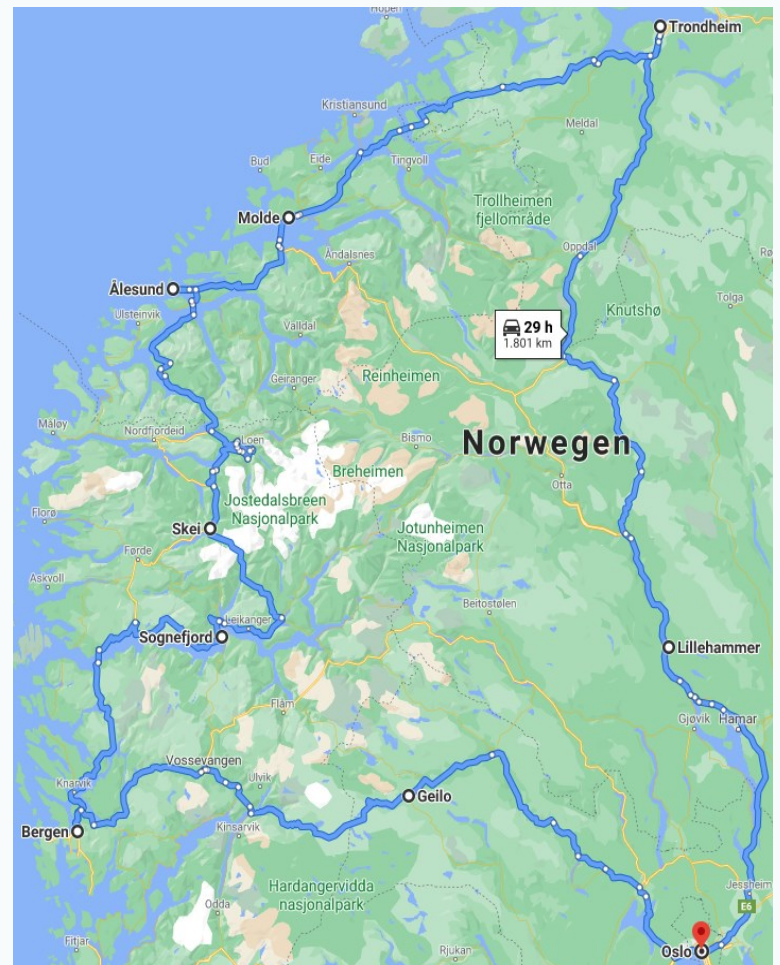 Hopen
Trondheim
Kristiansund
Meldal
Bud
Eide
Tingvoll
Molde
Trollheimen
fjellområde
Oppdal
Åndalsnes
Ålesund
Ulsteinvik
Knutshø
Tolga
Valldal
29 h
1.801 km
Geiranger
Reinheimen
Måløy
Nordfjordeid
Loen
Bismo
Norwegen
Breheimen
Otta
Jostedalsbreen
Nasjonalpark
Florø
Skei
Jotunheimen
Nasjonalpark
Førde
Askvoll
Beitostølen
Leikanger
Sognefjord
Lillehammer
Flåm
Gjøvik
Hamar
Vossevangen
Ulvik
Knarvik
Geilo
Bergen
Kinsarvik
Hardangervidda
nasjonalpark
Jessheim
Odda
E6
Fitjar
Rjukan
Oslo